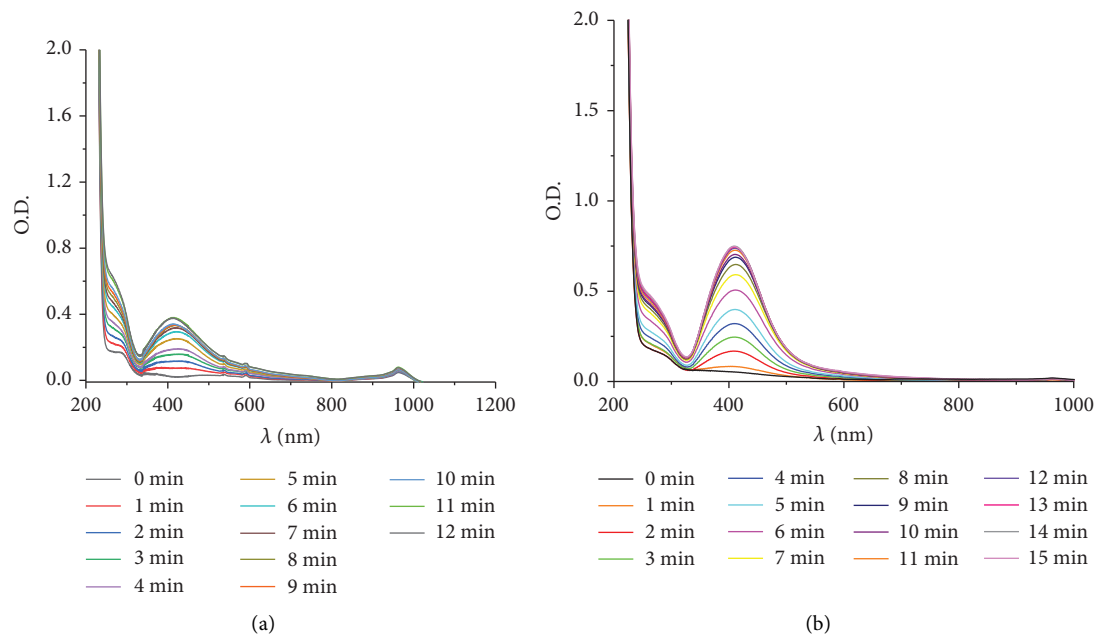 2.0
1.6
1.2
0.8
0.4
0.0
O.D.
200 400 600 800 1000 1200
λ (nm)
0 min 5 min 10 min
1 min 6 min 11 min
2 min 7 min 12 min
3 min 8 min
4 min 9 min
(a)
2.0
1.5
1.0
0.5
0.0
O.D.
200 400 600 800 1000
λ (nm)
0 min 4 min 8 min 12 min
1 min 5 min 9 min 13 min
2 min 6 min 10 min 14 min
3 min 7 min 11 min 15 min
(b)